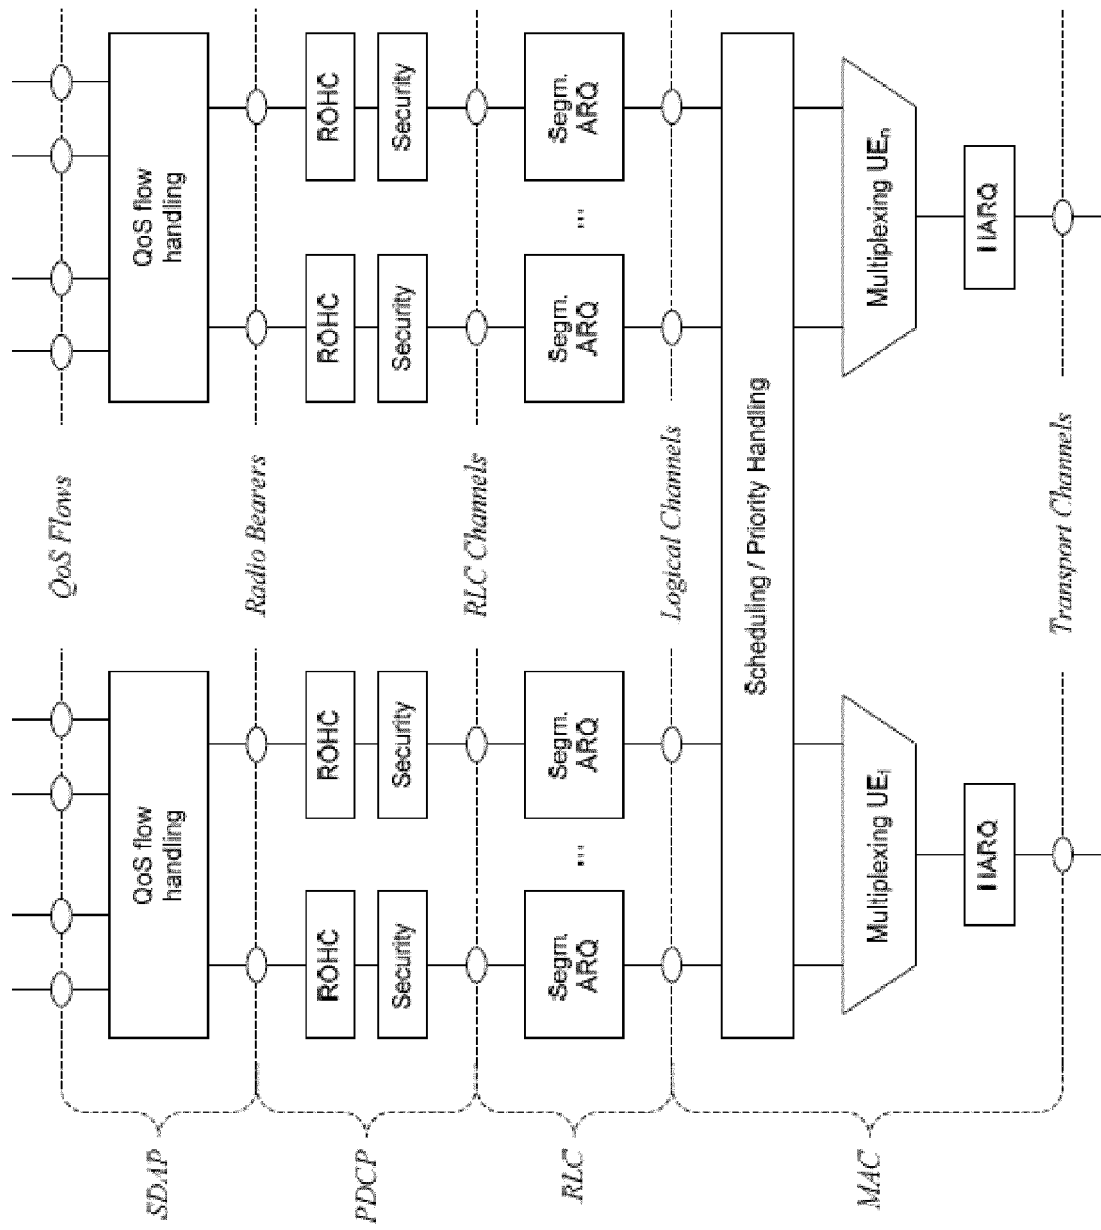 QoS Flows
SDAP
QoS flow
handling
QoS flow
handling
Radio Bearers
PDCP
ROHC
ROHC
ROHC
ROHC
Security
Security
Security
Security
RLC Channels
RLC
Segm.
ARQ
...
Segm.
ARQ
Segm.
ARQ
...
Segm.
ARQ
Logical Channels
Scheduling / Priority Handling
MAC
Multiplexing UE₁
Multiplexing UEₙ
HARQ
HARQ
Transport Channels